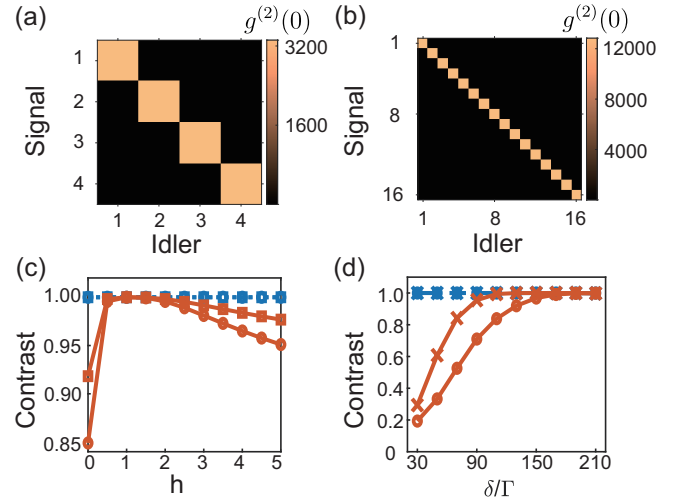 (a)
g^{(2)}(0)
3200
1600
1
2
3
4
Signal
1 2 3 4
Idler
(b)
g^{(2)}(0)
12000
8000
4000
1
8
16
Signal
1 8 16
Idler
(c)
1.00
0.95
0.90
0.85
Contrast
0 1 2 3 4 5
h
(d)
1.0
0.8
0.6
0.4
0.2
0
Contrast
30 90 150 210
δ/Γ